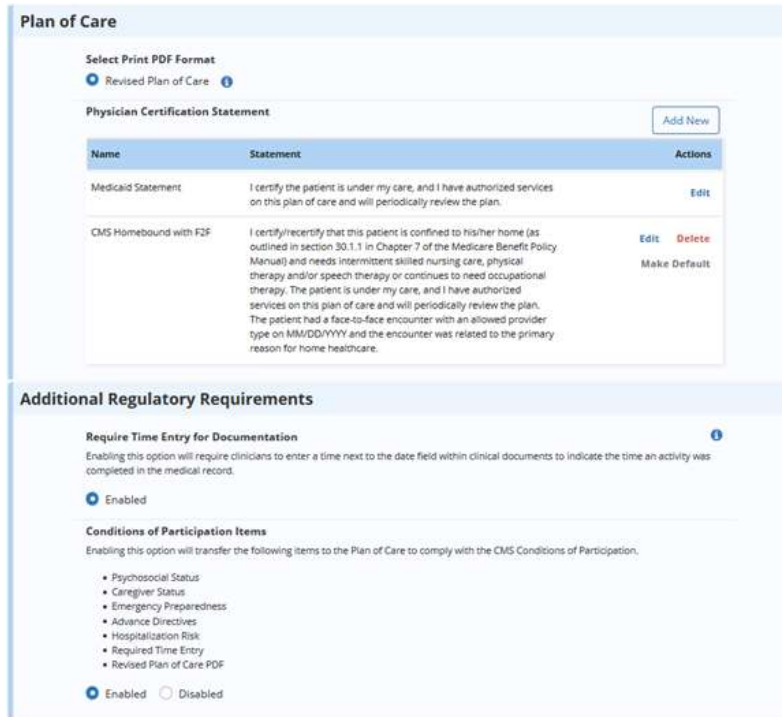 Plan of Care
Select Print PDF Format
Revised Plan of Care
Physician Certification Statement
Add New
Name Statement Actions
Medicaid Statement I certify the patient is under my care, and I have authorized services Edit
on this plan of care and will periodically review the plan.
CMS Homebound with F2F I certify/recertify that this patient is confined to his/her home (as Edit Delete
outlined in section 30.1.1 in Chapter 7 of the Medicare Benefit Policy
Manual) and needs intermittent skilled nursing care, physical Make Default
therapy and/or speech therapy or continues to need occupational
therapy. The patient is under my care, and I have authorized
services on this plan of care and will periodically review the plan.
The patient had a face-to-face encounter with an allowed provider
type on MM/DD/YYYY and the encounter was related to the primary
reason for home healthcare.
Additional Regulatory Requirements
Require Time Entry for Documentation
Enabling this option will require clinicians to enter a time next to the date field within clinical documents to indicate the time an activity was
completed in the medical record.
Enabled
Conditions of Participation Items
Enabling this option will transfer the following items to the Plan of Care to comply with the CMS Conditions of Participation.
• Psychosocial Status
• Caregiver Status
• Emergency Preparedness
• Advance Directives
• Hospitalization Risk
• Required Time Entry
• Revised Plan of Care PDF
Enabled Disabled